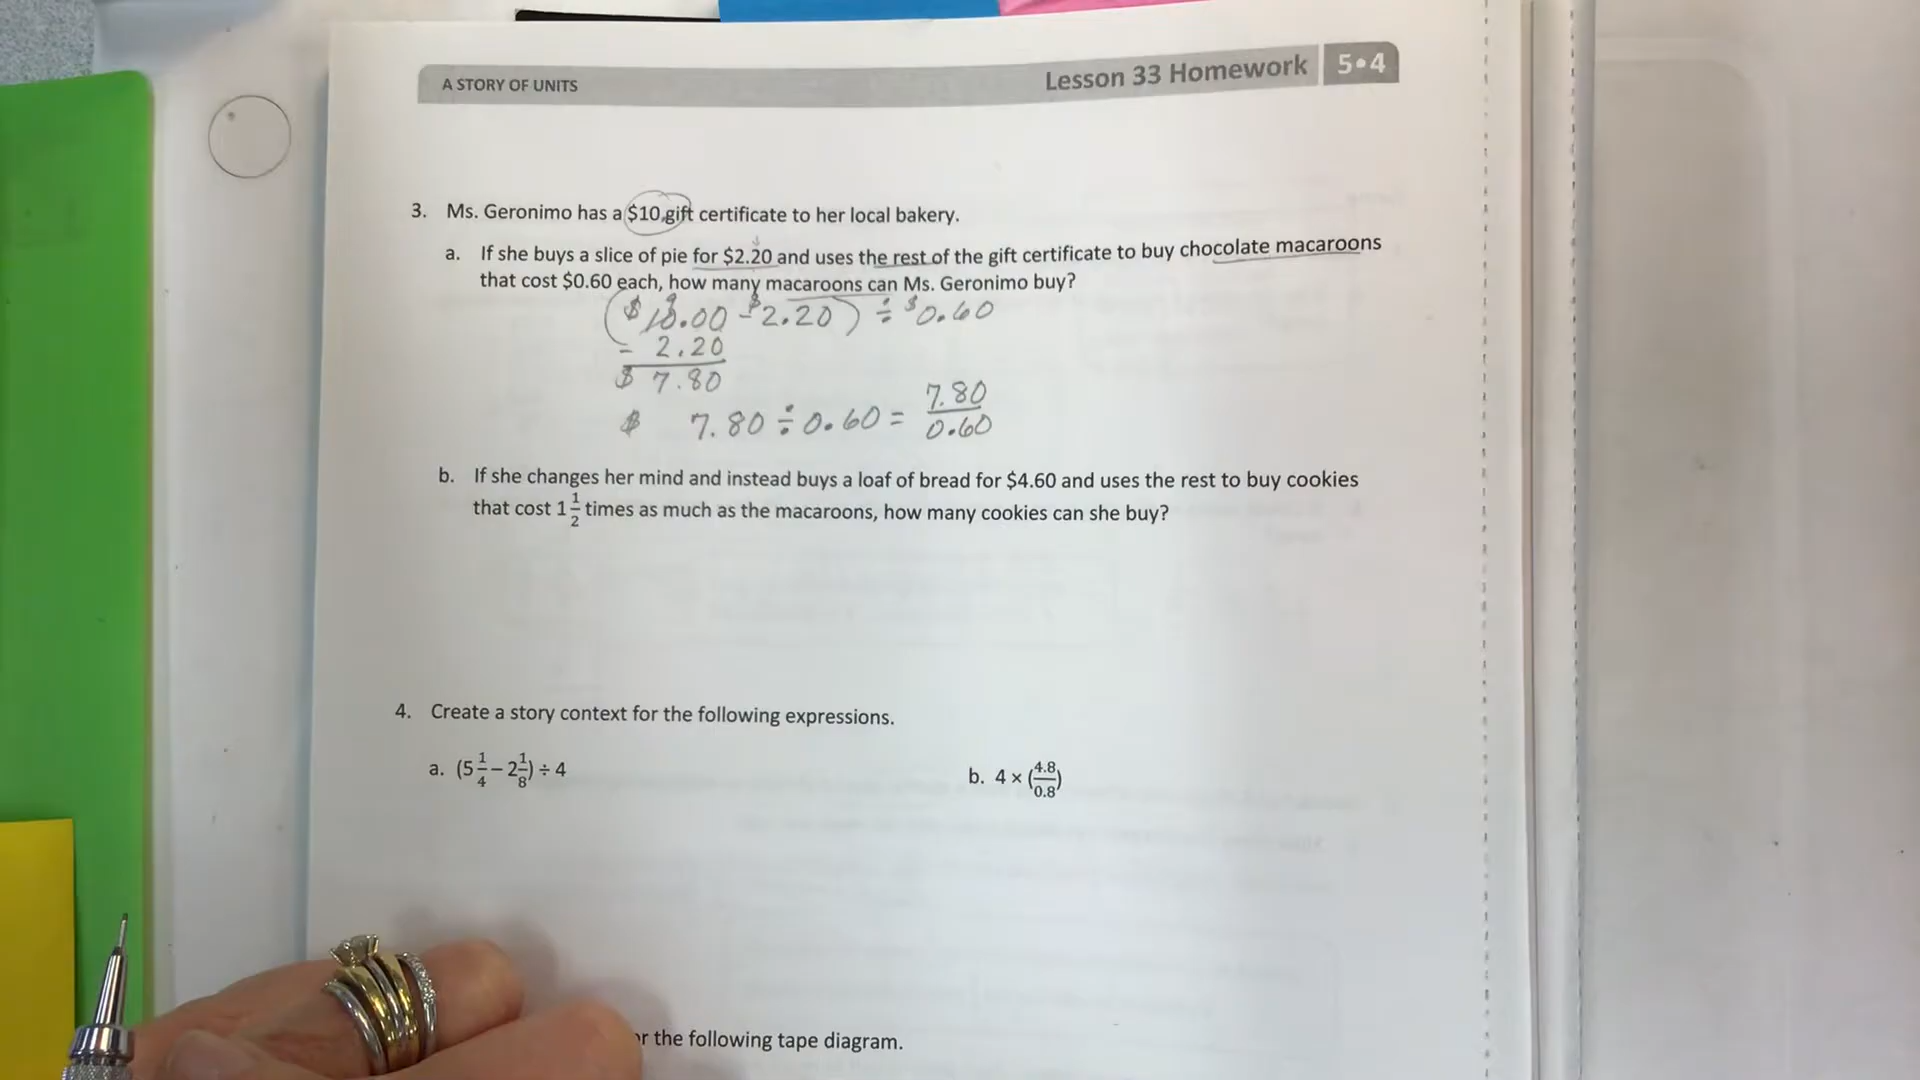 A STORY OF UNITS
Lesson 33 Homework 5•4
3. Ms. Geronimo has a $10 gift certificate to her local bakery.
a. If she buys a slice of pie for $2.20 and uses the rest of the gift certificate to buy chocolate macaroons
that cost $0.60 each, how many macaroons can Ms. Geronimo buy?
($10.00 - $2.20) ÷ $0.60
- 2.20
$ 7.80
$ 7.80 ÷ 0.60 = 7.80/0.60
b. If she changes her mind and instead buys a loaf of bread for $4.60 and uses the rest to buy cookies
that cost 1 1/2 times as much as the macaroons, how many cookies can she buy?
4. Create a story context for the following expressions.
a. (5 1/4 – 2 1/8) ÷ 4
b. 4 × (4.8/0.8)
the following tape diagram.